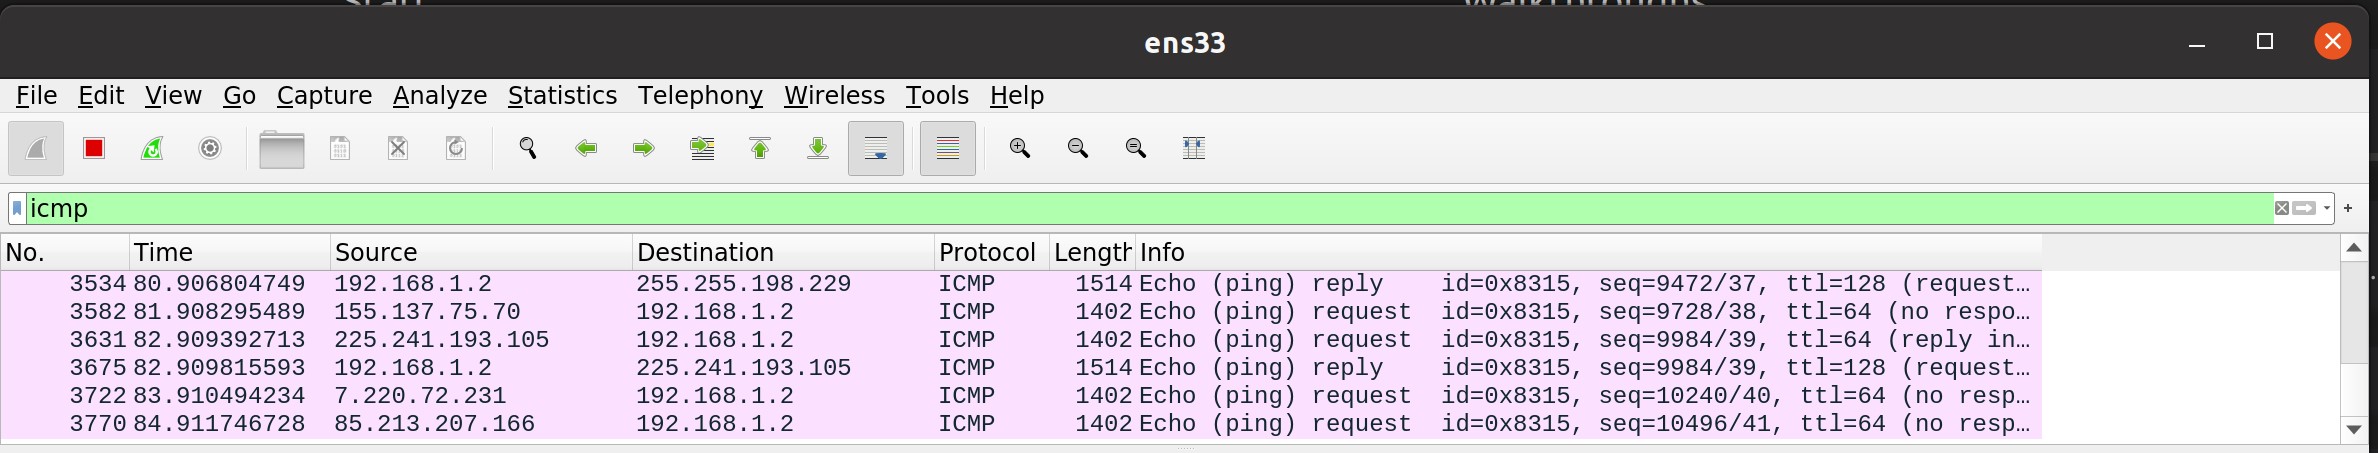 ens33
File Edit View Go Capture Analyze Statistics Telephony Wireless Tools Help
icmp
No. Time Source Destination Protocol Length Info
3534 80.906804749 192.168.1.2 255.255.198.229 ICMP 1514 Echo (ping) reply id=0x8315, seq=9472/37, ttl=128 (request…
3582 81.908295489 155.137.75.70 192.168.1.2 ICMP 1402 Echo (ping) request id=0x8315, seq=9728/38, ttl=64 (no respo…
3631 82.909392713 225.241.193.105 192.168.1.2 ICMP 1402 Echo (ping) request id=0x8315, seq=9984/39, ttl=64 (reply in…
3675 82.909815593 192.168.1.2 225.241.193.105 ICMP 1514 Echo (ping) reply id=0x8315, seq=9984/39, ttl=128 (request…
3722 83.910494234 7.220.72.231 192.168.1.2 ICMP 1402 Echo (ping) request id=0x8315, seq=10240/40, ttl=64 (no resp…
3770 84.911746728 85.213.207.166 192.168.1.2 ICMP 1402 Echo (ping) request id=0x8315, seq=10496/41, ttl=64 (no resp…